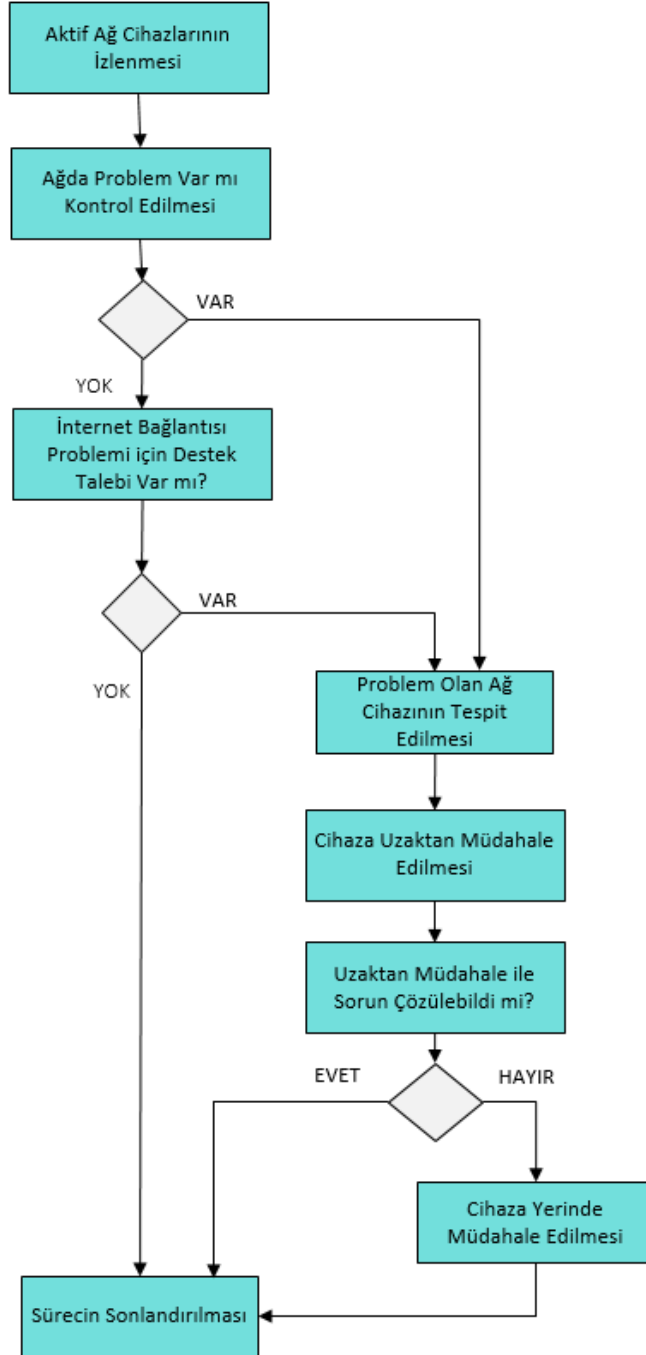 Aktif Ağ Cihazlarının
İzlenmesi
Ağda Problem Var mı
Kontrol Edilmesi
VAR
YOK
İnternet Bağlantısı
Problemi için Destek
Talebi Var mı?
VAR
YOK
Problem Olan Ağ
Cihazının Tespit
Edilmesi
Cihaza Uzaktan Müdahale
Edilmesi
Uzaktan Müdahale ile
Sorun Çözülebildi mi?
EVET
HAYIR
Cihaza Yerinde
Müdahale Edilmesi
Sürecin Sonlandırılması